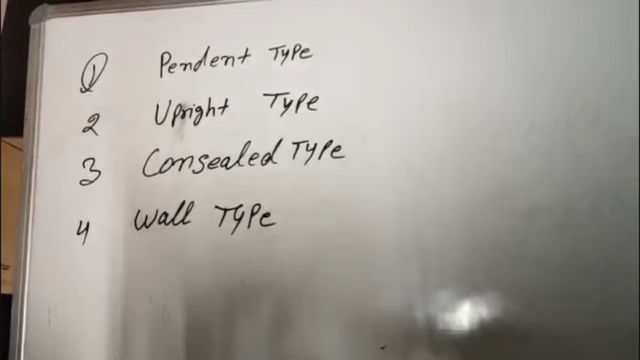 1 Pendent Type
2 Upright Type
3 Consealed Type
4 Wall Type